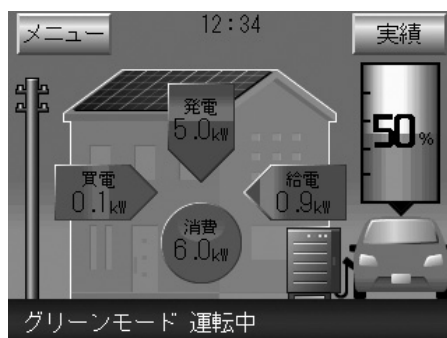 メニュー
12:34
実績
発電
5.0kW
50%
買電
0.1kW
給電
0.9kW
消費
6.0kW
グリーンモード 運転中